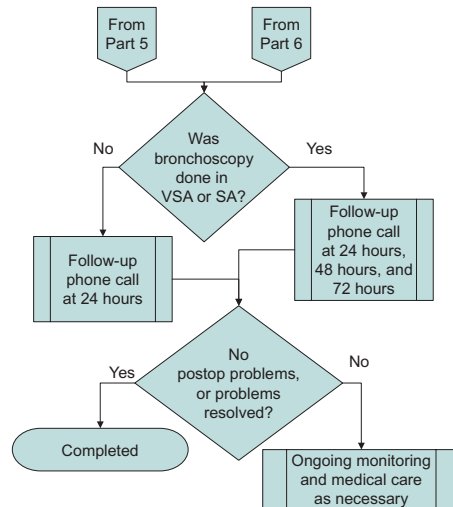 From
Part 5
From
Part 6
Was
bronchoscopy
done in
VSA or SA?
No
Yes
Follow-up
phone call
at 24 hours
Follow-up
phone call
at 24 hours,
48 hours, and
72 hours
No
postop problems,
or problems
resolved?
Yes
No
Completed
Ongoing monitoring
and medical care
as necessary